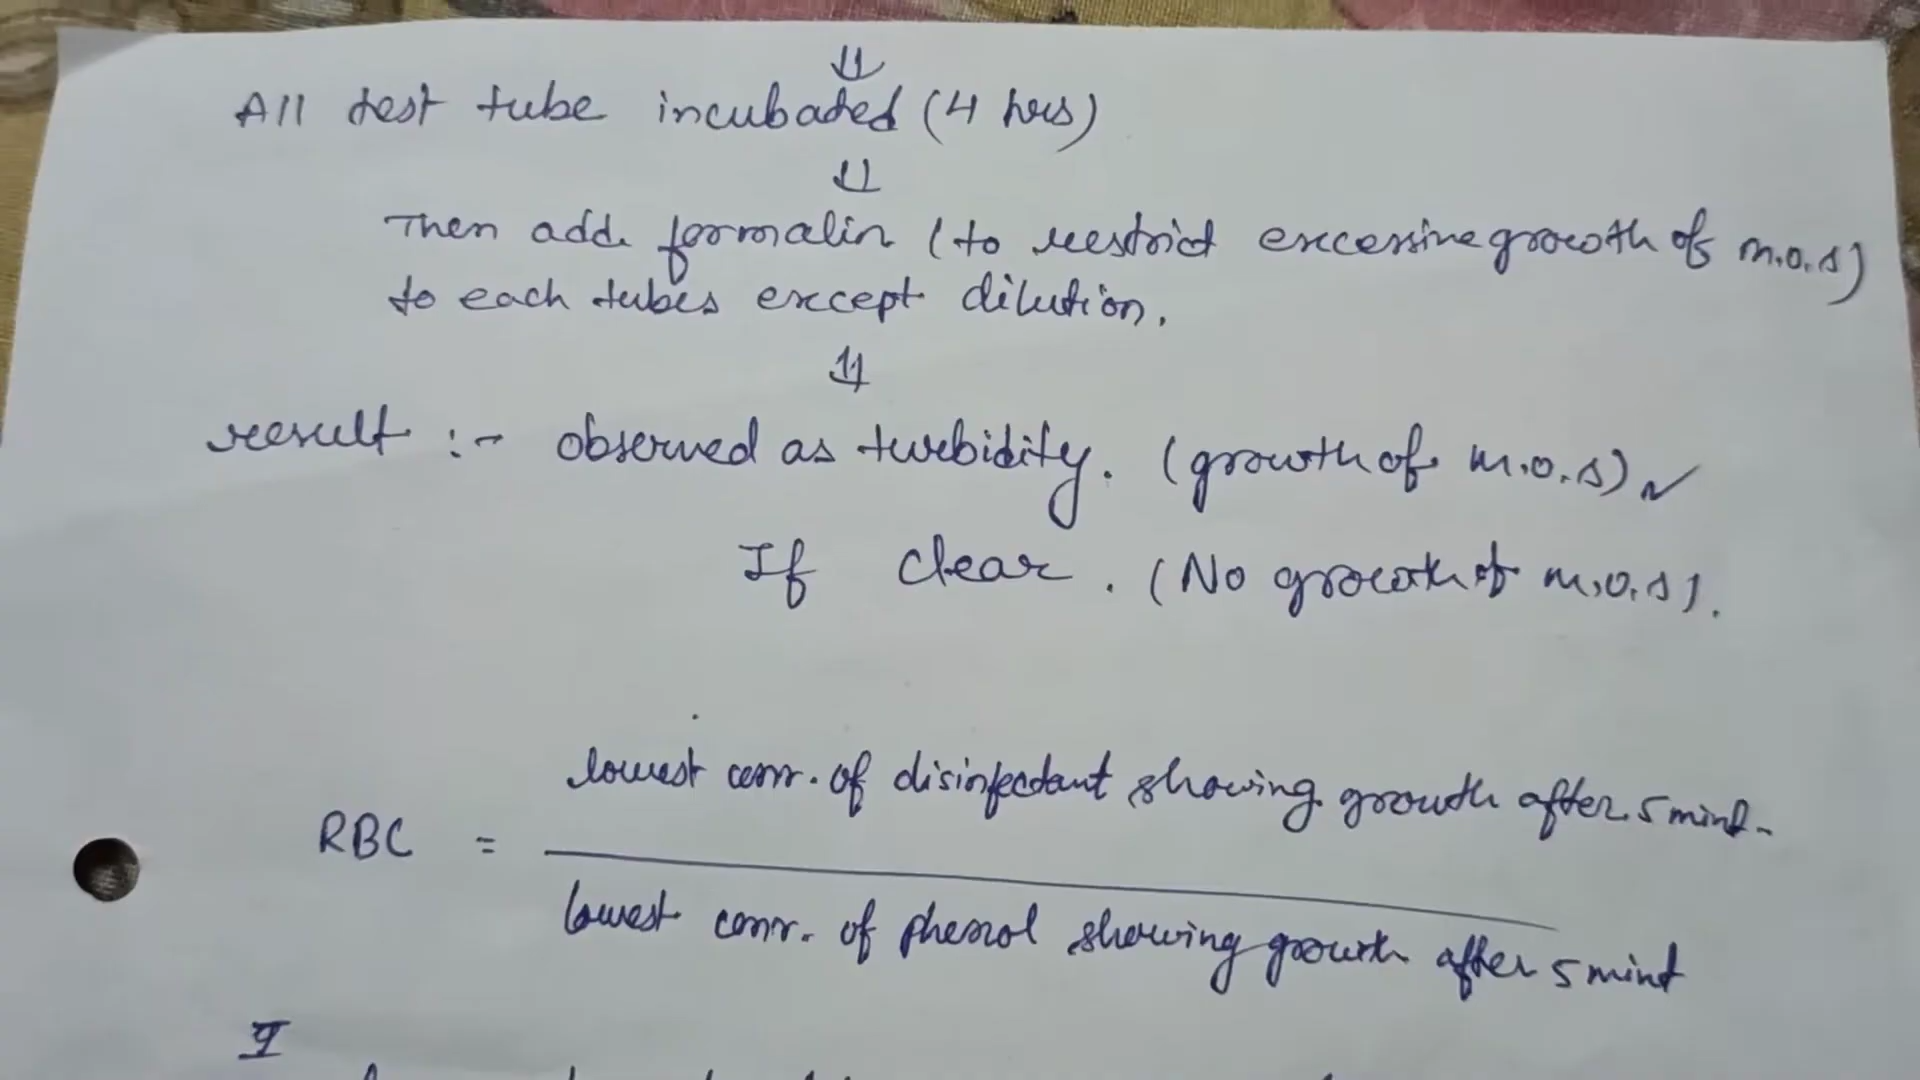 ⇓
All test tube incubated (4 hrs)
⇓
Then add formalin (to restrict excessive growth of m.o.s)
to each tubes except dilution.
⇓
result :- observed as turbidity. (growth of m.o.s) ✓
If clear. (No growth of m.o.s).
lowest conc. of disinfectant showing growth after 5 mint.
RBC =
lowest conc. of phenol showing growth after 5 mint